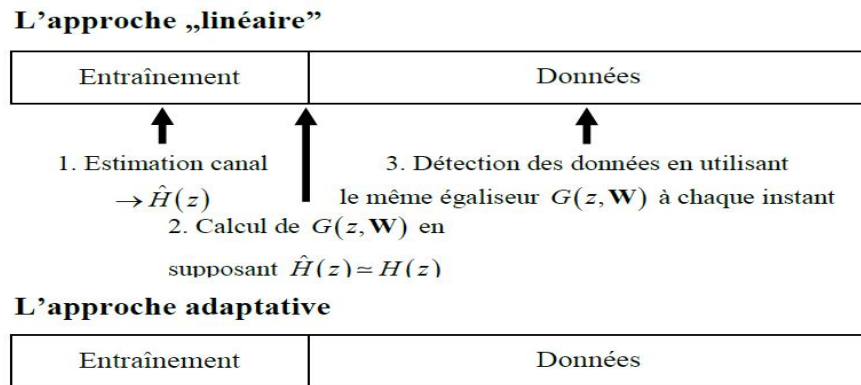 L'approche „linéaire”
Entraînement Données
1. Estimation canal 3. Détection des données en utilisant
→ Ĥ(z) le même égaliseur G(z,W) à chaque instant
2. Calcul de G(z,W) en
supposant Ĥ(z) ≃ H(z)
L'approche adaptative
Entraînement Données